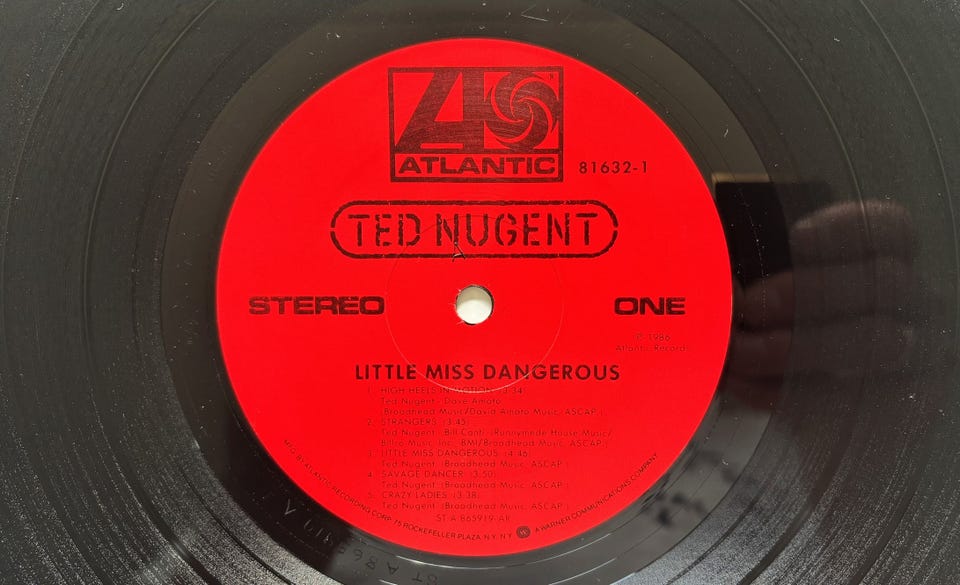 ATLANTIC
81632-1
TED NUGENT
STEREO
ONE
℗ 1986
Atlantic Records
LITTLE MISS DANGEROUS
1. HIGH HEELS IN MOTION (3:34)
Ted Nugent - Dave Amato
(Broadhead Music/David Amato Music, ASCAP)
2. STRANGERS (3:45)
Ted Nugent (Bill Conti -Runnymede House Music/
Billro Music Inc. BMI/Broadhead Music, ASCAP)
3. LITTLE MISS DANGEROUS (4:46)
Ted Nugent (Broadhead Music, ASCAP)
4. SAVAGE DANCER (3:50)
Ted Nugent (Broadhead Music, ASCAP)
5. CRAZY LADIES (3:38)
Ted Nugent (Broadhead Music, ASCAP)
ST-A-865919-AR
MFG. BY ATLANTIC RECORDING CORP. 75 ROCKEFELLER PLAZA N.Y. N.Y. A WARNER COMMUNICATIONS COMPANY